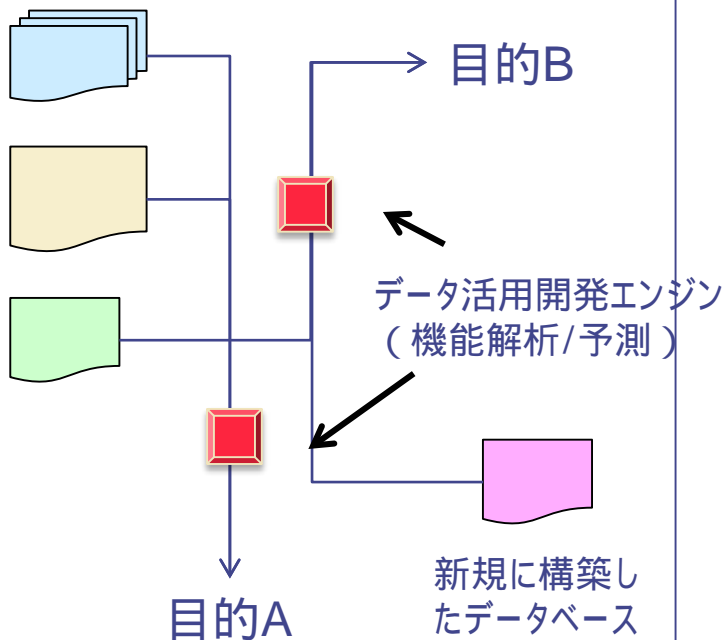 目的B
データ活用開発エンジン
（機能解析/予測）
新規に構築し
たデータベース
目的A